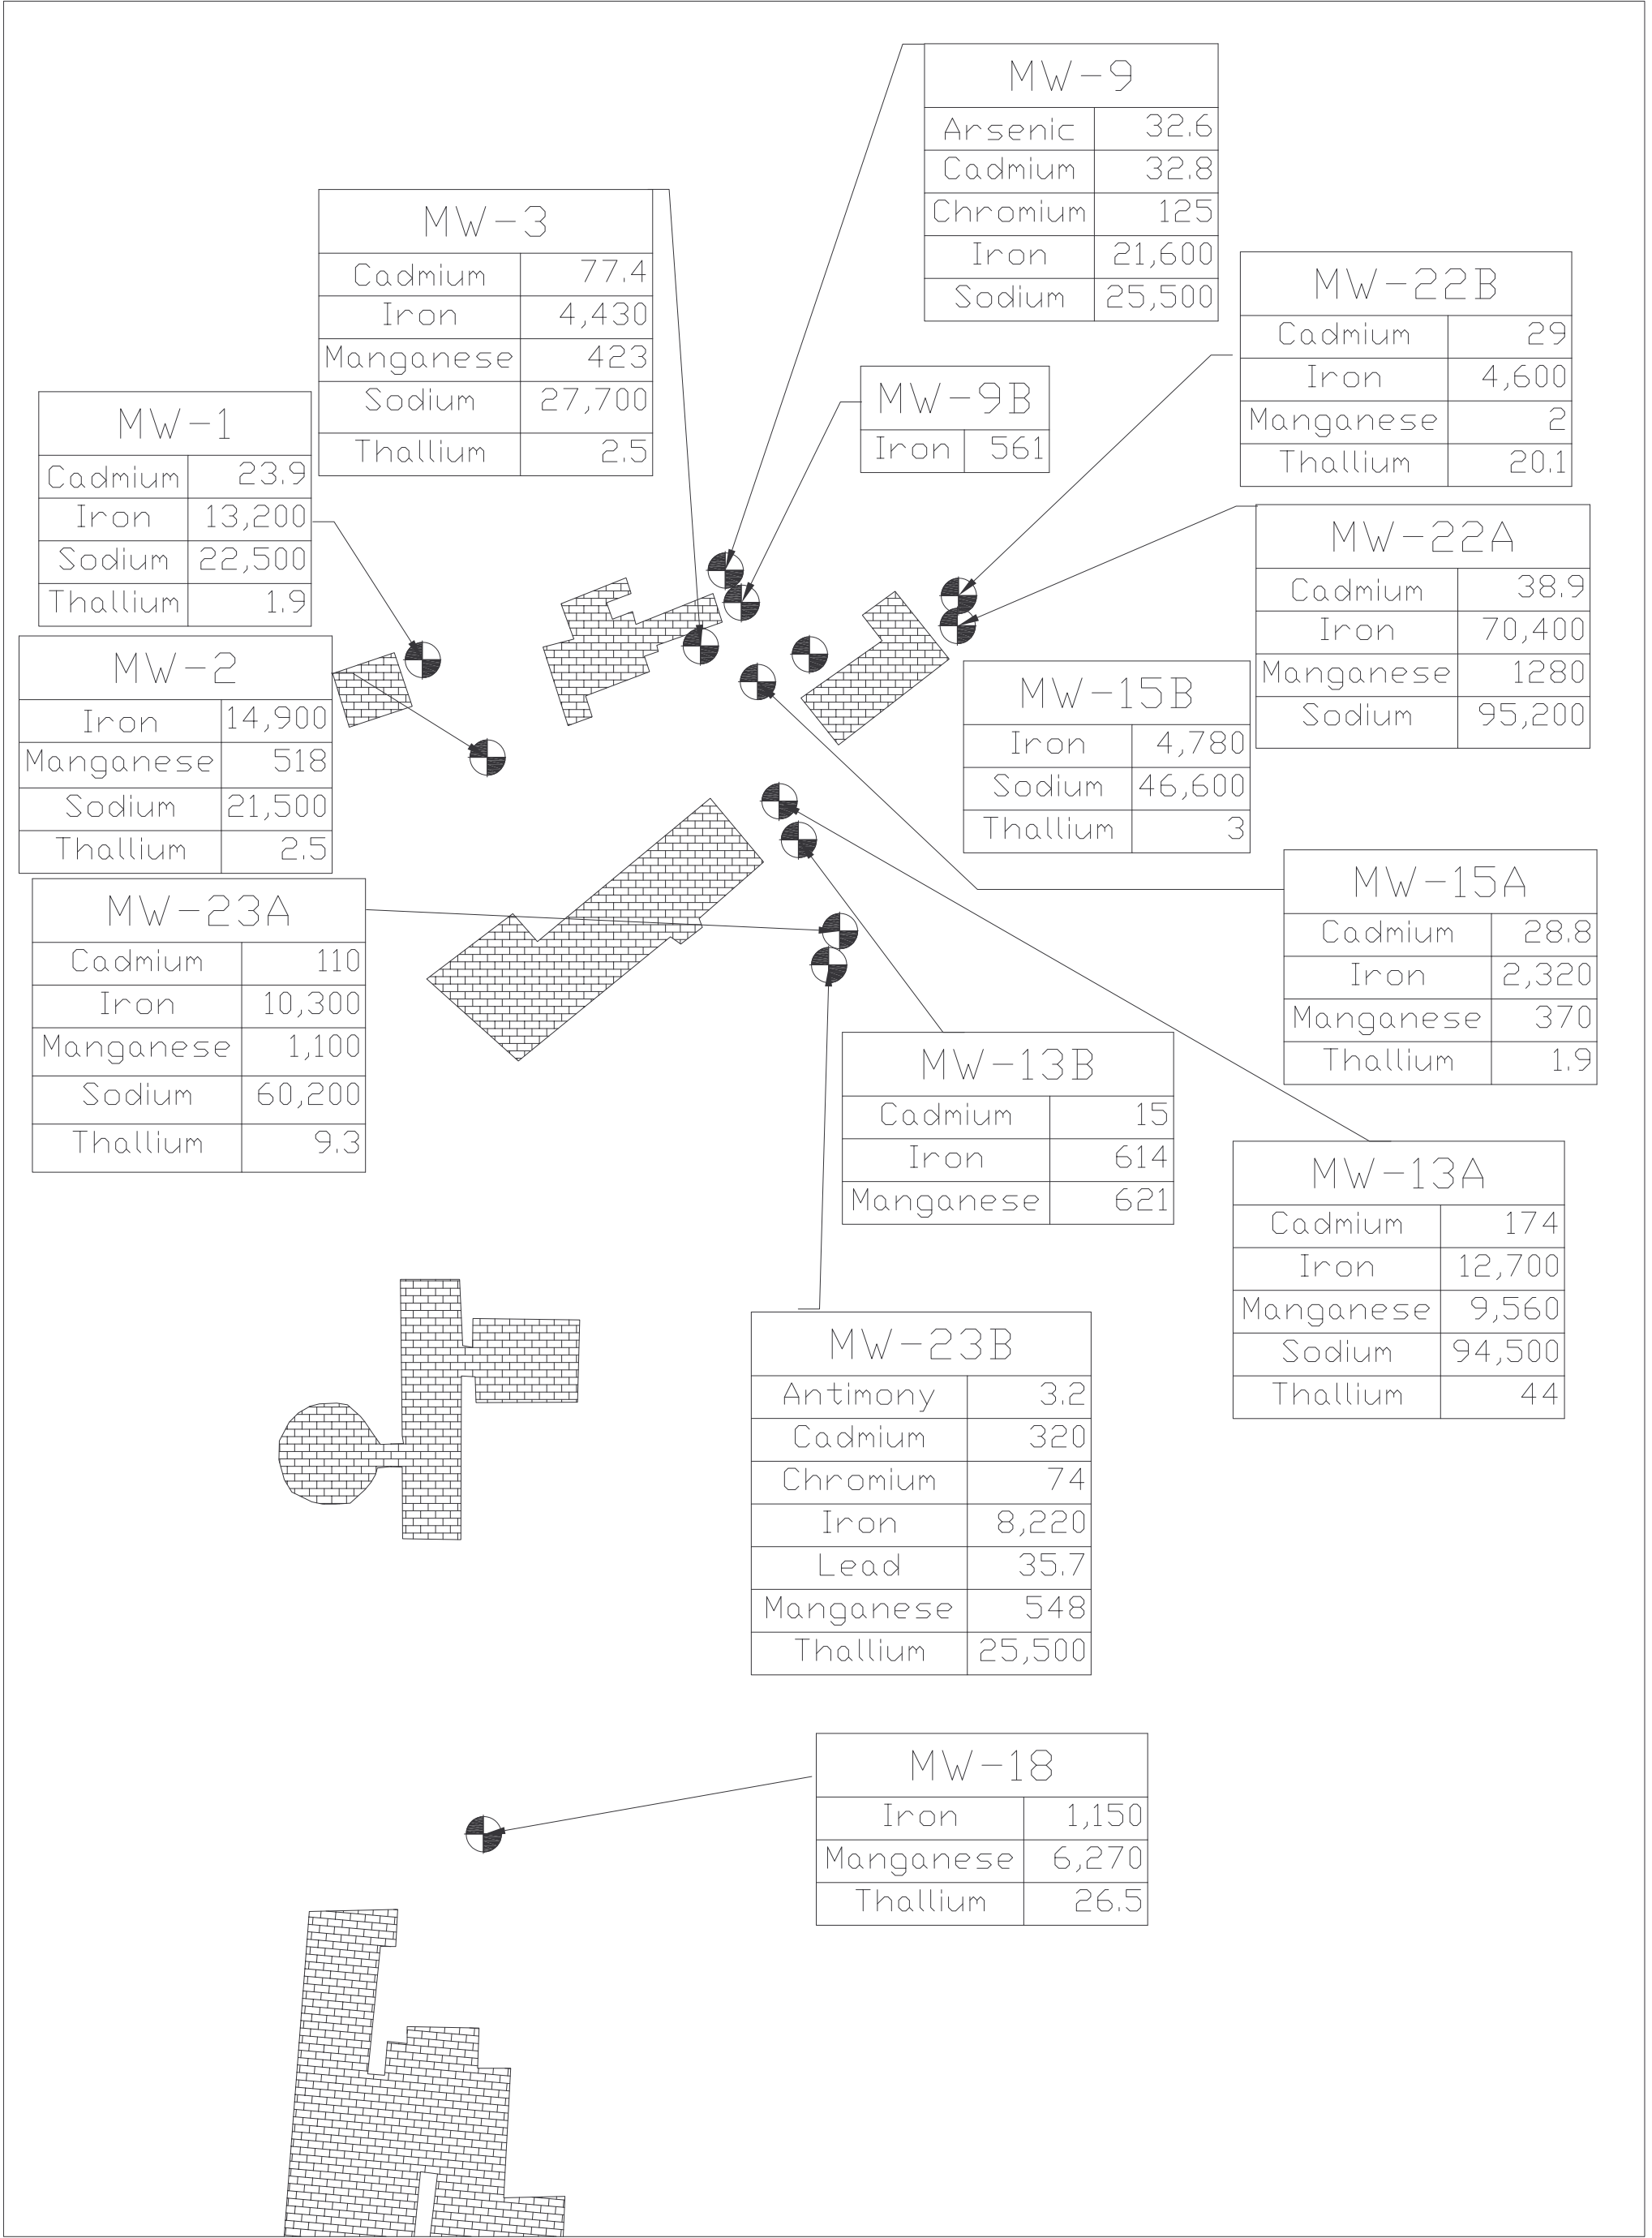 MW-9
Arsenic 32.6
Cadmium 32.8
Chromium 125
Iron 21,600
Sodium 25,500
MW-3
Cadmium 77.4
Iron 4,430
Manganese 423
Sodium 27,700
Thallium 2.5
MW-22B
Cadmium 29
Iron 4,600
Manganese 2
Thallium 20.1
MW-9B
Iron 561
MW-1
Cadmium 23.9
Iron 13,200
Sodium 22,500
Thallium 1.9
MW-22A
Cadmium 38.9
Iron 70,400
Manganese 1280
Sodium 95,200
MW-2
Iron 14,900
Manganese 518
Sodium 21,500
Thallium 2.5
MW-15B
Iron 4,780
Sodium 46,600
Thallium 3
MW-15A
Cadmium 28.8
Iron 2,320
Manganese 370
Thallium 1.9
MW-23A
Cadmium 110
Iron 10,300
Manganese 1,100
Sodium 60,200
Thallium 9.3
MW-13B
Cadmium 15
Iron 614
Manganese 621
MW-13A
Cadmium 174
Iron 12,700
Manganese 9,560
Sodium 94,500
Thallium 44
MW-23B
Antimony 3.2
Cadmium 320
Chromium 74
Iron 8,220
Lead 35.7
Manganese 548
Thallium 25,500
MW-18
Iron 1,150
Manganese 6,270
Thallium 26.5